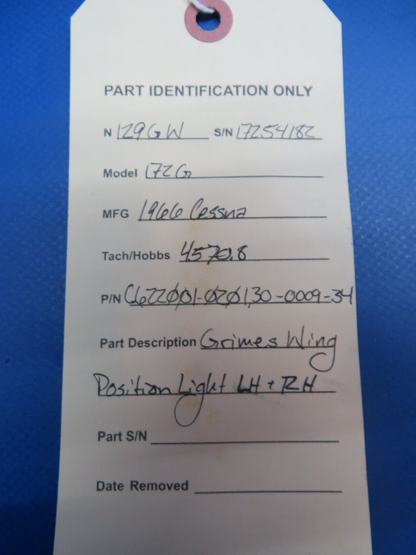 PART IDENTIFICATION ONLY
N 129GW S/N 17254182
Model 172G
MFG 1966 Cessna
Tach/Hobbs 4570.8
P/N C622001-0201,30-0009-34
Part Description Grimes Wing
Position Light LH + RH
Part S/N
Date Removed